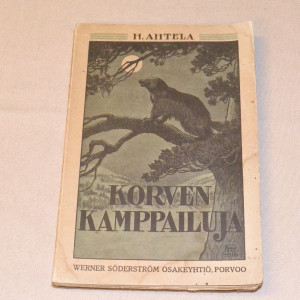 H. AHTELA
KORVEN
KAMPPAILUJA
WERNER SÖDERSTRÖM OSAKEYHTIÖ, PORVOO